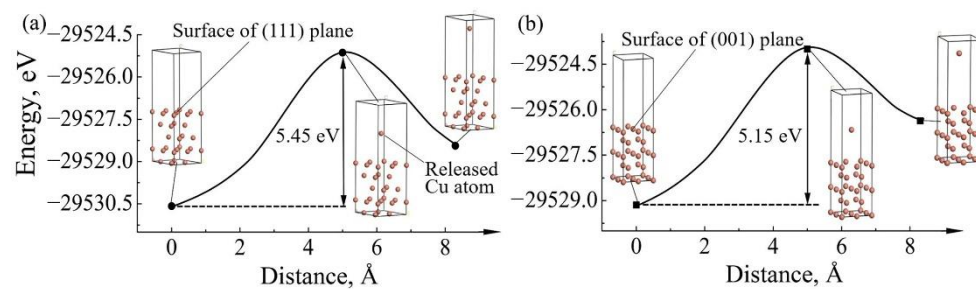 (a)
Surface of (111) plane
Energy, eV
−29524.5
−29526.0
−29527.5
−29529.0
−29530.5
5.45 eV
Released
Cu atom
0 2 4 6 8
Distance, Å
(b)
Surface of (001) plane
−29524.5
−29526.0
−29527.5
−29529.0
5.15 eV
0 2 4 6 8
Distance, Å